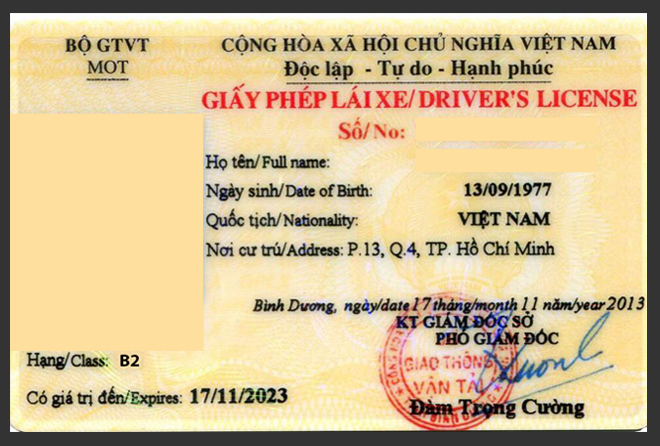 BỘ GTVT
MOT
CỘNG HÒA XÃ HỘI CHỦ NGHĨA VIỆT NAM
Độc lập - Tự do - Hạnh phúc
GIẤY PHÉP LÁI XE/DRIVER'S LICENSE
Số/No:
Họ tên/Full name:
Ngày sinh/Date of Birth: 13/09/1977
Quốc tịch/Nationality: VIỆT NAM
Nơi cư trú/Address: P.13, Q.4, TP. Hồ Chí Minh
Bình Dương, ngày/date 17 tháng/month 11 năm/year 2013
KT GIÁM ĐỐC SỞ
PHÓ GIÁM ĐỐC
GIAO THÔNG
VẬN TẢI
Hạng/Class: B2
Có giá trị đến/Expires: 17/11/2023
Đàm Trọng Cường